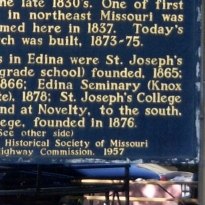 he late 1830's. One of first
in northeast Missouri was
med here in 1837. Today's
rch was built, 1873-75.
s in Edina were St. Joseph's
grade school) founded, 1865;
866; Edina Seminary (Knox
te), 1878; St. Joseph's College
nd at Novelty, to the south,
ege, founded in 1876.
See other side)
Historical Society of Missouri
ighway Commission, 1957